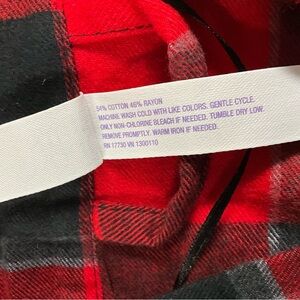 54% COTTON 46% RAYON
MACHINE WASH COLD WITH LIKE COLORS. GENTLE CYCLE.
ONLY NON-CHLORINE BLEACH IF NEEDED. TUMBLE DRY LOW.
REMOVE PROMPTLY. WARM IRON IF NEEDED.
RN 17730 VN 1300110